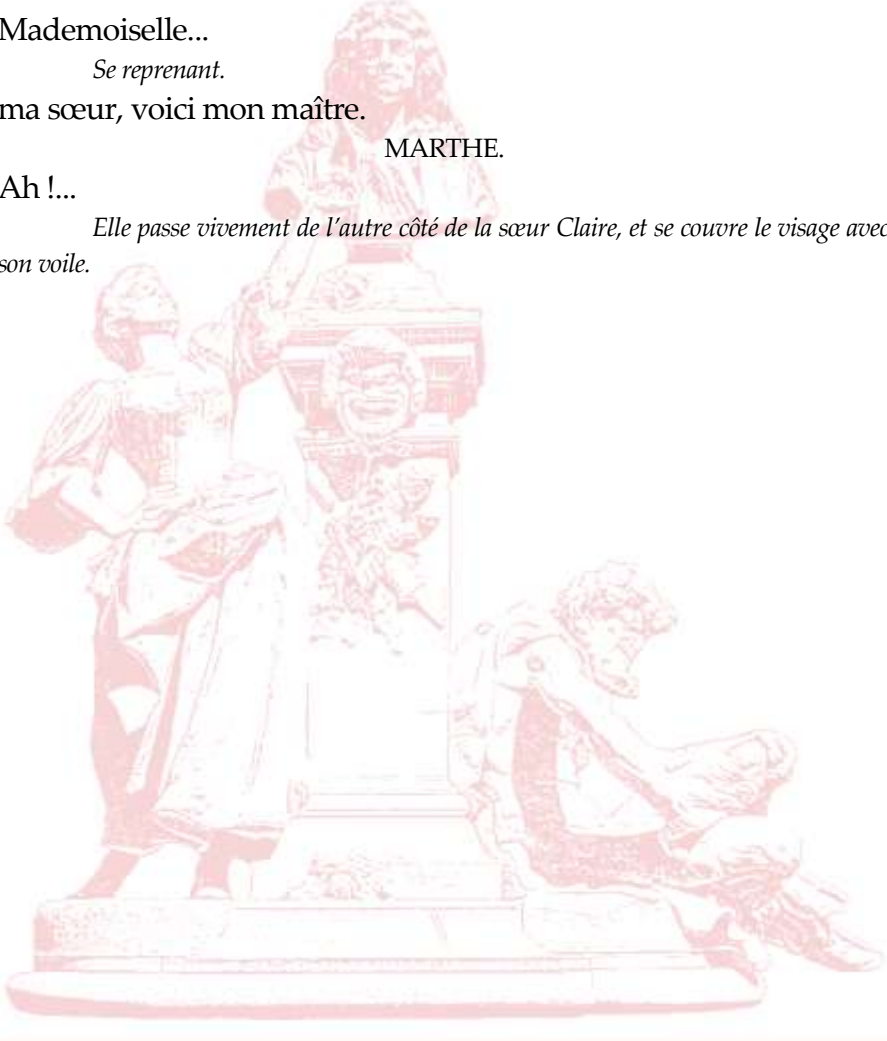 Mademoiselle...
Se reprenant.
ma sœur, voici mon maître.
MARTHE.
Ah !...
Elle passe vivement de l’autre côté de la sœur Claire, et se couvre le visage avec
son voile.